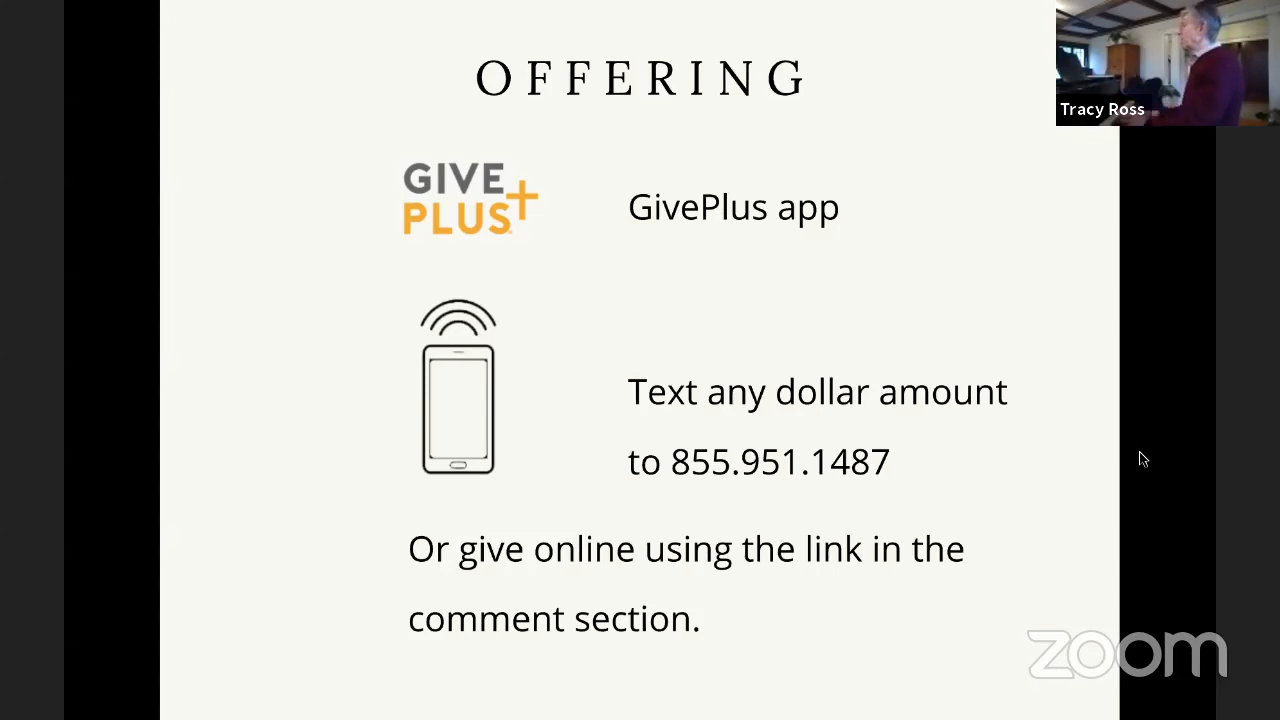 OFFERING
Tracy Ross
GIVE
PLUS+
GivePlus app
Text any dollar amount
to 855.951.1487
Or give online using the link in the
comment section.
zoom